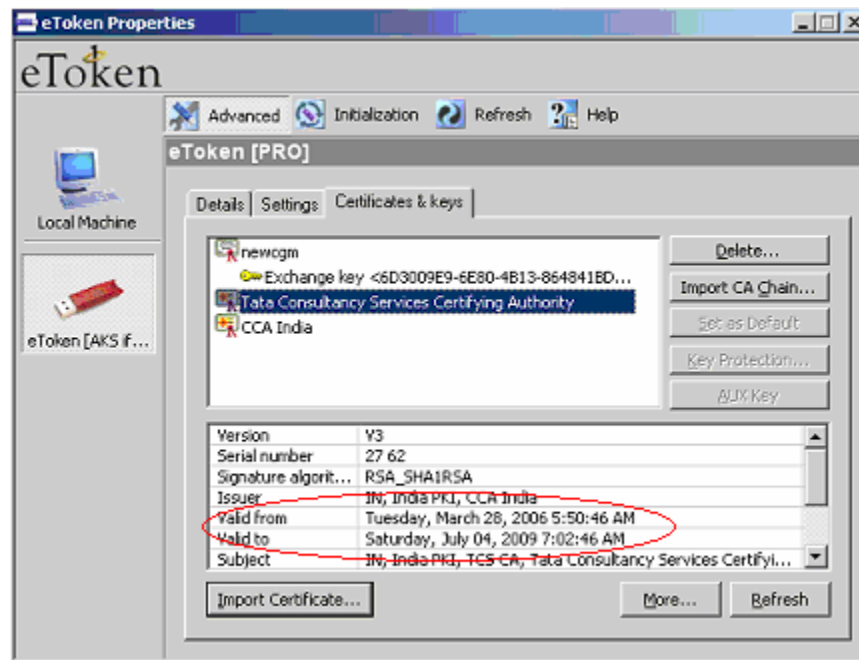 eToken Properties
eToken
Advanced Initialization Refresh Help
eToken [PRO]
Local Machine
eToken [AKS if...
Details Settings Certificates & keys
newcgm
Exchange key <6D3009E9-6E80-4B13-864841BD...
Tata Consultancy Services Certifying Authority
CCA India
Delete...
Import CA Chain...
Set as Default
Key Protection...
AUX Key
Version V3
Serial number 27 62
Signature algorit... RSA_SHA1RSA
Issuer IN, India PKI, CCA India
Valid from Tuesday, March 28, 2006 5:50:46 AM
Valid to Saturday, July 04, 2009 7:02:46 AM
Subject IN, India PKI, TCS CA, Tata Consultancy Services Certifyi...
Import Certificate... More... Refresh